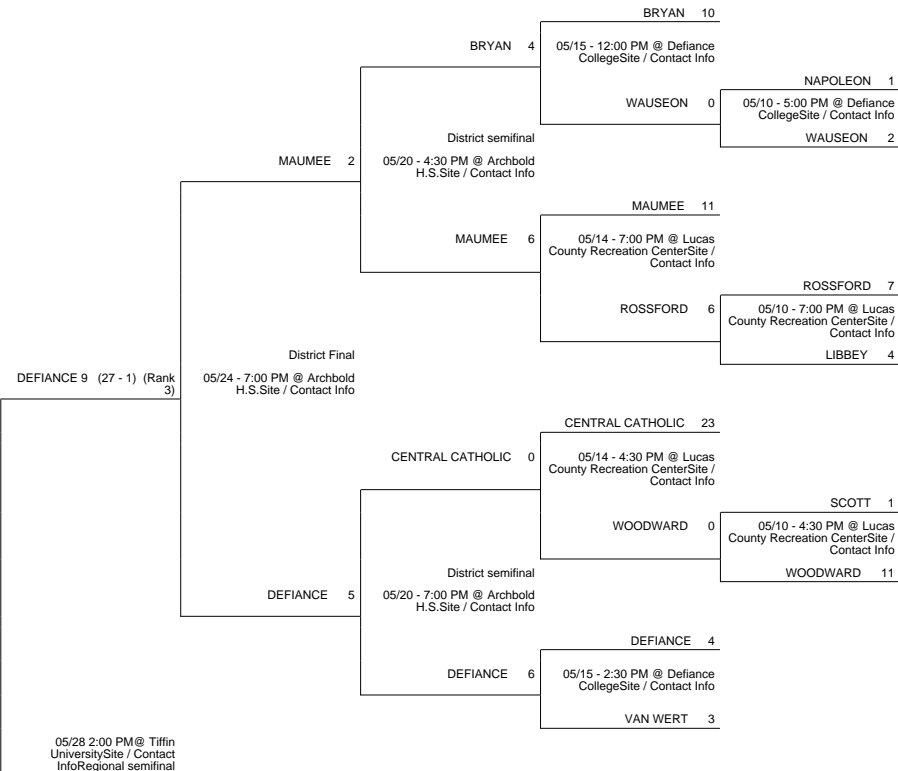 BRYAN 10
BRYAN 4
05/15 - 12:00 PM @ Defiance
CollegeSite / Contact Info
NAPOLEON 1
WAUSEON 0
05/10 - 5:00 PM @ Defiance
CollegeSite / Contact Info
WAUSEON 2
District semifinal
MAUMEE 2
05/20 - 4:30 PM @ Archbold
H.S.Site / Contact Info
MAUMEE 11
MAUMEE 6
05/14 - 7:00 PM @ Lucas
County Recreation CenterSite /
Contact Info
ROSSFORD 7
ROSSFORD 6
05/10 - 7:00 PM @ Lucas
County Recreation CenterSite /
Contact Info
LIBBEY 4
District Final
DEFIANCE 9 (27 - 1) (Rank
3)
05/24 - 7:00 PM @ Archbold
H.S.Site / Contact Info
CENTRAL CATHOLIC 23
CENTRAL CATHOLIC 0
05/14 - 4:30 PM @ Lucas
County Recreation CenterSite /
Contact Info
SCOTT 1
WOODWARD 0
05/10 - 4:30 PM @ Lucas
County Recreation CenterSite /
Contact Info
WOODWARD 11
District semifinal
DEFIANCE 5
05/20 - 7:00 PM @ Archbold
H.S.Site / Contact Info
DEFIANCE 4
DEFIANCE 6
05/15 - 2:30 PM @ Defiance
CollegeSite / Contact Info
VAN WERT 3
05/28 2:00 PM@ Tiffin
UniversitySite / Contact
InfoRegional semifinal